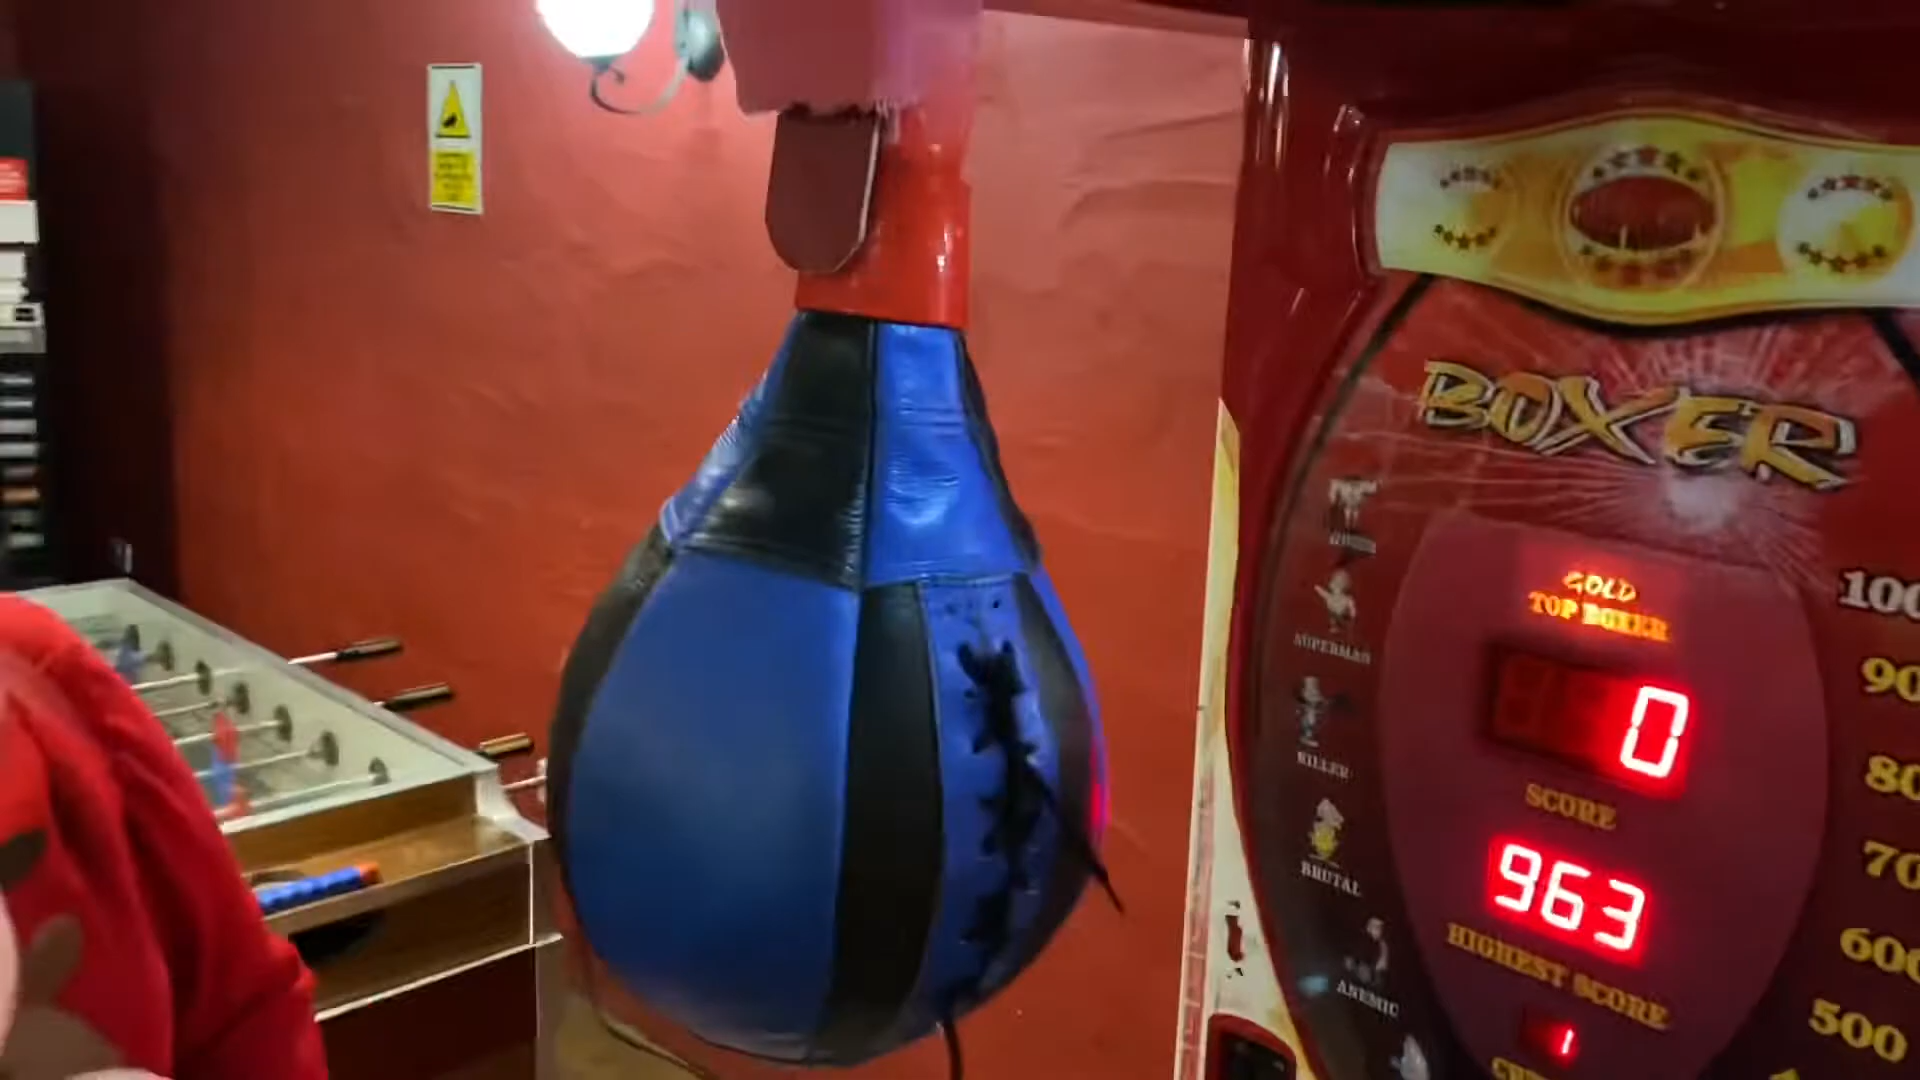 BOXER
GOLD
TOP BOXER
100
SUPERMAN
90
0
KILLER
80
SCORE
BRUTAL
70
963
HIGHEST SCORE
600
ANEMIC
500
1